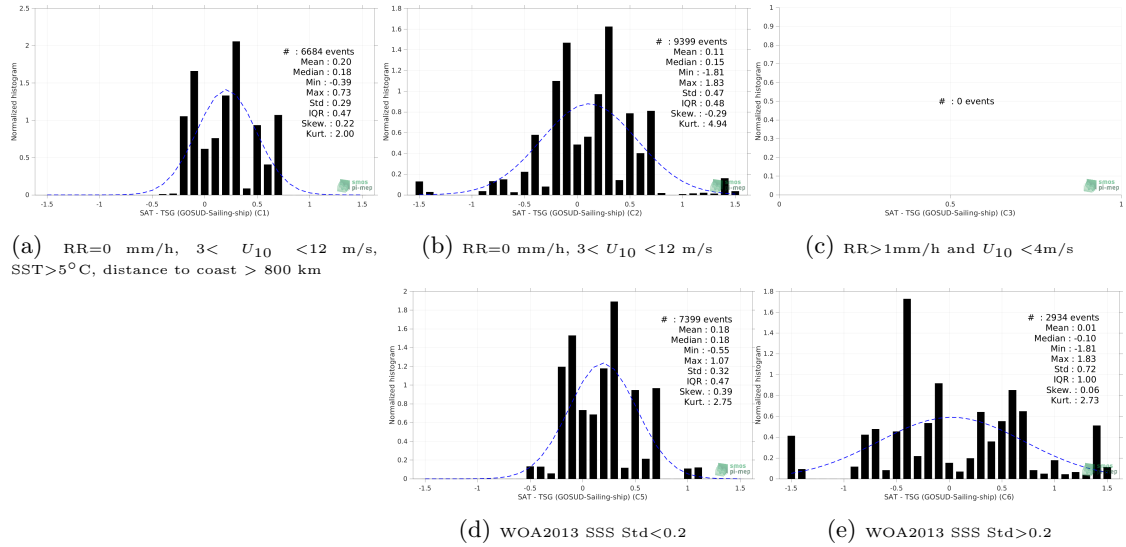 2.5
2
1.5
1
0.5
0
-1.5 -1 -0.5 0 0.5 1 1.5
Normalized histogram
SAT - TSG (GOSUD-Sailing-ship) (C1)
# : 6684 events
Mean : 0.20
Median : 0.18
Min : -0.39
Max : 0.73
Std : 0.29
IQR : 0.47
Skew. : 0.22
Kurt. : 2.00
smos
pi-mep
(a) RR=0 mm/h, 3< U10 <12 m/s,
SST>5°C, distance to coast > 800 km
1.8
1.6
1.4
1.2
1
0.8
0.6
0.4
0.2
0
-1.5 -1 -0.5 0 0.5 1 1.5
Normalized histogram
SAT - TSG (GOSUD-Sailing-ship) (C2)
# : 9399 events
Mean : 0.11
Median : 0.15
Min : -1.81
Max : 1.83
Std : 0.47
IQR : 0.48
Skew. : -0.29
Kurt. : 4.94
smos
pi-mep
(b) RR=0 mm/h, 3< U10 <12 m/s
1
0.9
0.8
0.7
0.6
0.5
0.4
0.3
0.2
0.1
0
0 0.5 1
Normalized histogram
SAT - TSG (GOSUD-Sailing-ship) (C3)
# : 0 events
smos
pi-mep
(c) RR>1mm/h and U10 <4m/s
2
1.8
1.6
1.4
1.2
1
0.8
0.6
0.4
0.2
0
-1.5 -1 -0.5 0 0.5 1 1.5
Normalized histogram
SAT - TSG (GOSUD-Sailing-ship) (C5)
# : 7399 events
Mean : 0.18
Median : 0.18
Min : -0.55
Max : 1.07
Std : 0.32
IQR : 0.47
Skew. : 0.39
Kurt. : 2.75
smos
pi-mep
(d) WOA2013 SSS Std<0.2
1.8
1.6
1.4
1.2
1
0.8
0.6
0.4
0.2
0
-1.5 -1 -0.5 0 0.5 1 1.5
Normalized histogram
SAT - TSG (GOSUD-Sailing-ship) (C6)
# : 2934 events
Mean : 0.01
Median : -0.10
Min : -1.81
Max : 1.83
Std : 0.72
IQR : 1.00
Skew. : 0.06
Kurt. : 2.73
smos
pi-mep
(e) WOA2013 SSS Std>0.2